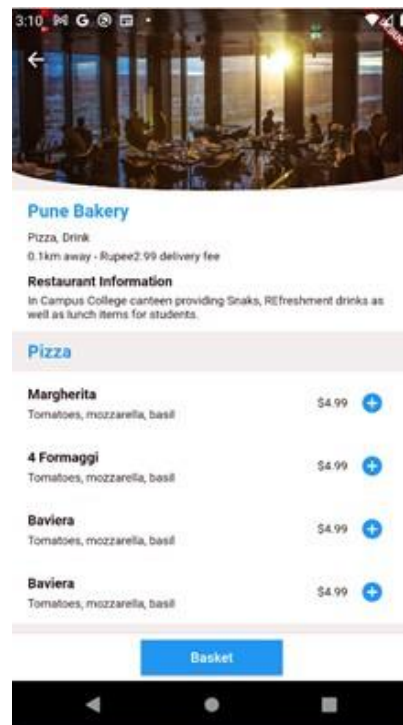 3:10
Pune Bakery
Pizza, Drink
0.1km away - Rupee2.99 delivery fee
Restaurant Information
In Campus College canteen providing Snaks, REfreshment drinks as
well as lunch items for students.
Pizza
Margherita
Tomatoes, mozzarella, basil
$4.99
4 Formaggi
Tomatoes, mozzarella, basil
$4.99
Baviera
Tomatoes, mozzarella, basil
$4.99
Baviera
Tomatoes, mozzarella, basil
$4.99
Basket